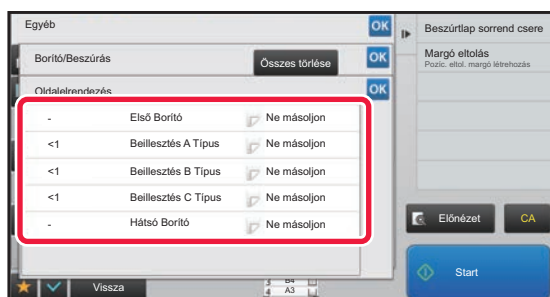 Egyéb
OK
Beszúrtlap sorrend csere
Borító/Beszúrás
Összes törlése
OK
Margó eltolás
Pozic. eltol. margó létrehozás
Oldalelrendezés
OK
- Első Borító Ne másoljon
<1 Beillesztés A Típus Ne másoljon
<1 Beillesztés B Típus Ne másoljon
<1 Beillesztés C Típus Ne másoljon
- Hátsó Borító Ne másoljon
Előnézet
CA
Vissza
3 B4
4 A3
Start